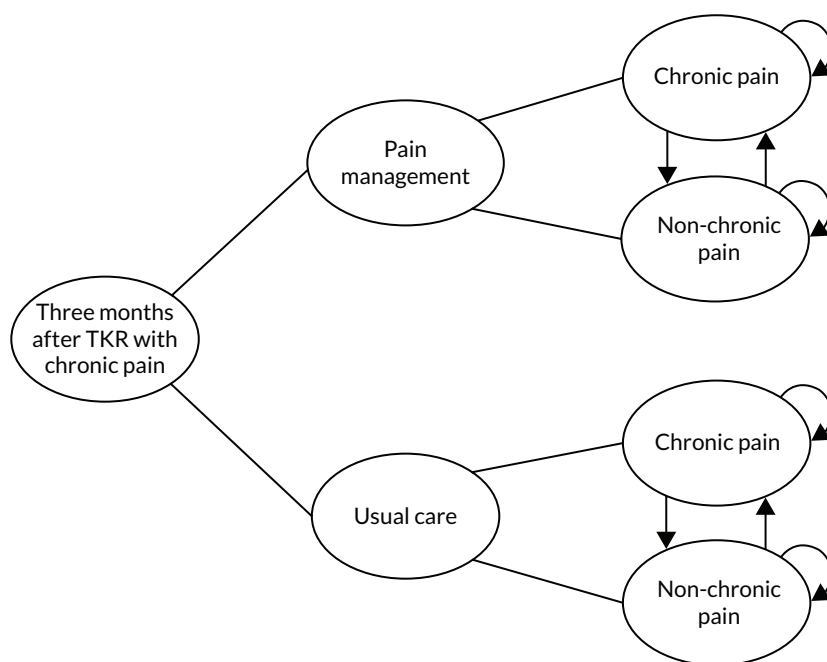 Chronic pain
Pain
management
Non-chronic
pain
Three months
after TKR with
chronic pain
Chronic pain
Usual care
Non-chronic
pain